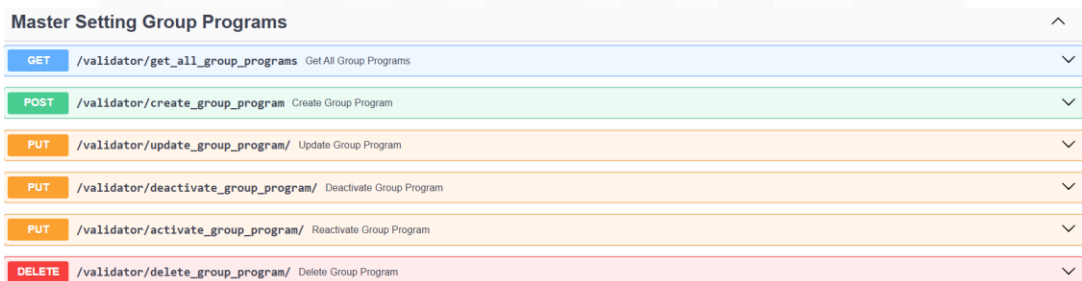 Master Setting Group Programs
GET /validator/get_all_group_programs Get All Group Programs
POST /validator/create_group_program Create Group Program
PUT /validator/update_group_program/ Update Group Program
PUT /validator/deactivate_group_program/ Deactivate Group Program
PUT /validator/activate_group_program/ Reactivate Group Program
DELETE /validator/delete_group_program/ Delete Group Program